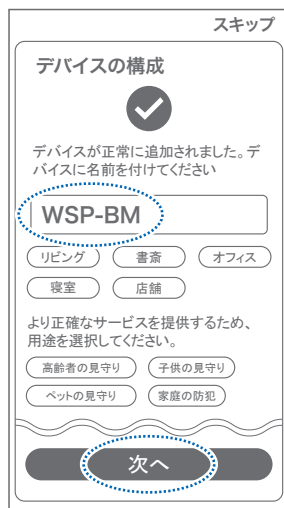 スキップ
デバイスの構成
デバイスが正常に追加されました。デ
バイスに名前を付けてください
WSP-BM
リビング 書斎 オフィス
寝室 店舗
より正確なサービスを提供するため、
用途を選択してください。
高齢者の見守り 子供の見守り
ペットの見守り 家庭の防犯
次へ